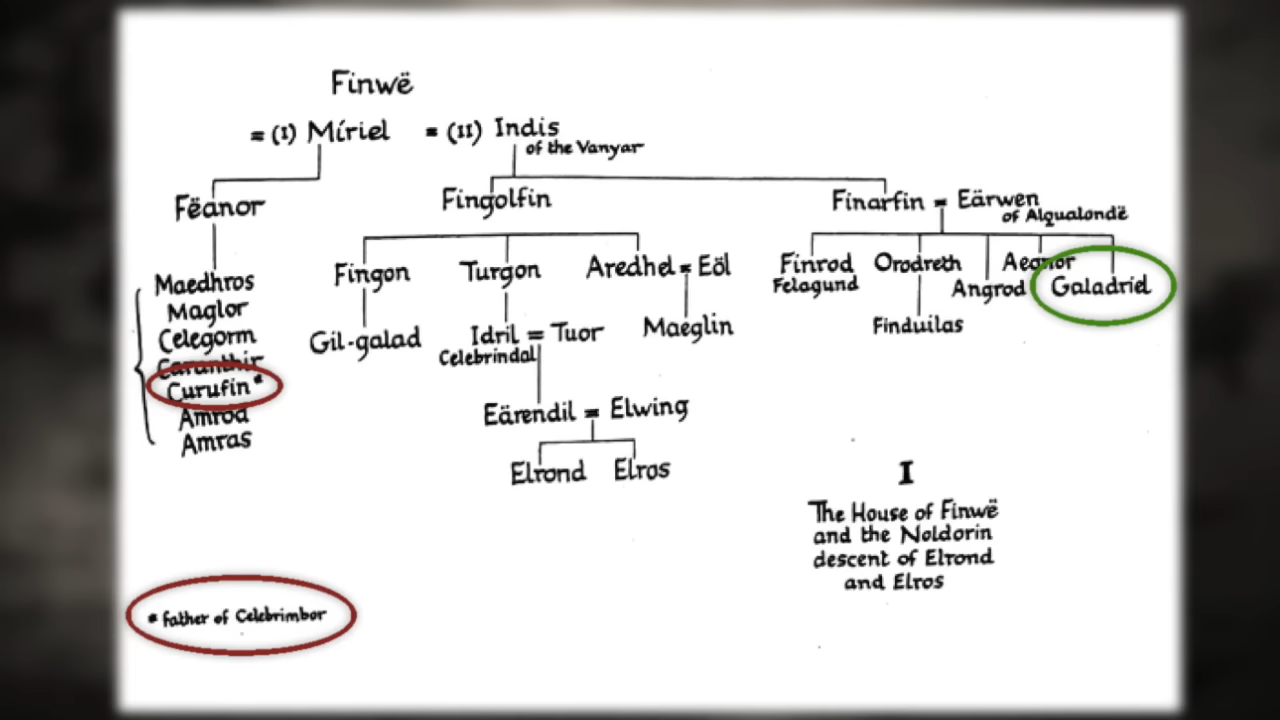 Finwë
= (I) Míriel = (II) Indis
of the Vanyar
Fëanor Fingolfin Finarfin = Eärwen
of Alqualondë
Maedhros
Maglor
Celegorm
Caranthir
Curufin*
Amrod
Amras
Fingon Turgon Aredhel = Eöl
Gil-galad Idril = Tuor Maeglin
Celebrindal
Eärendil = Elwing
Elrond Elros
Finrod Orodreth Aegnor
Felagund Angrod Galadriel
Finduilas
I
The House of Finwë
and the Noldorin
descent of Elrond
and Elros
* father of Celebrimbor